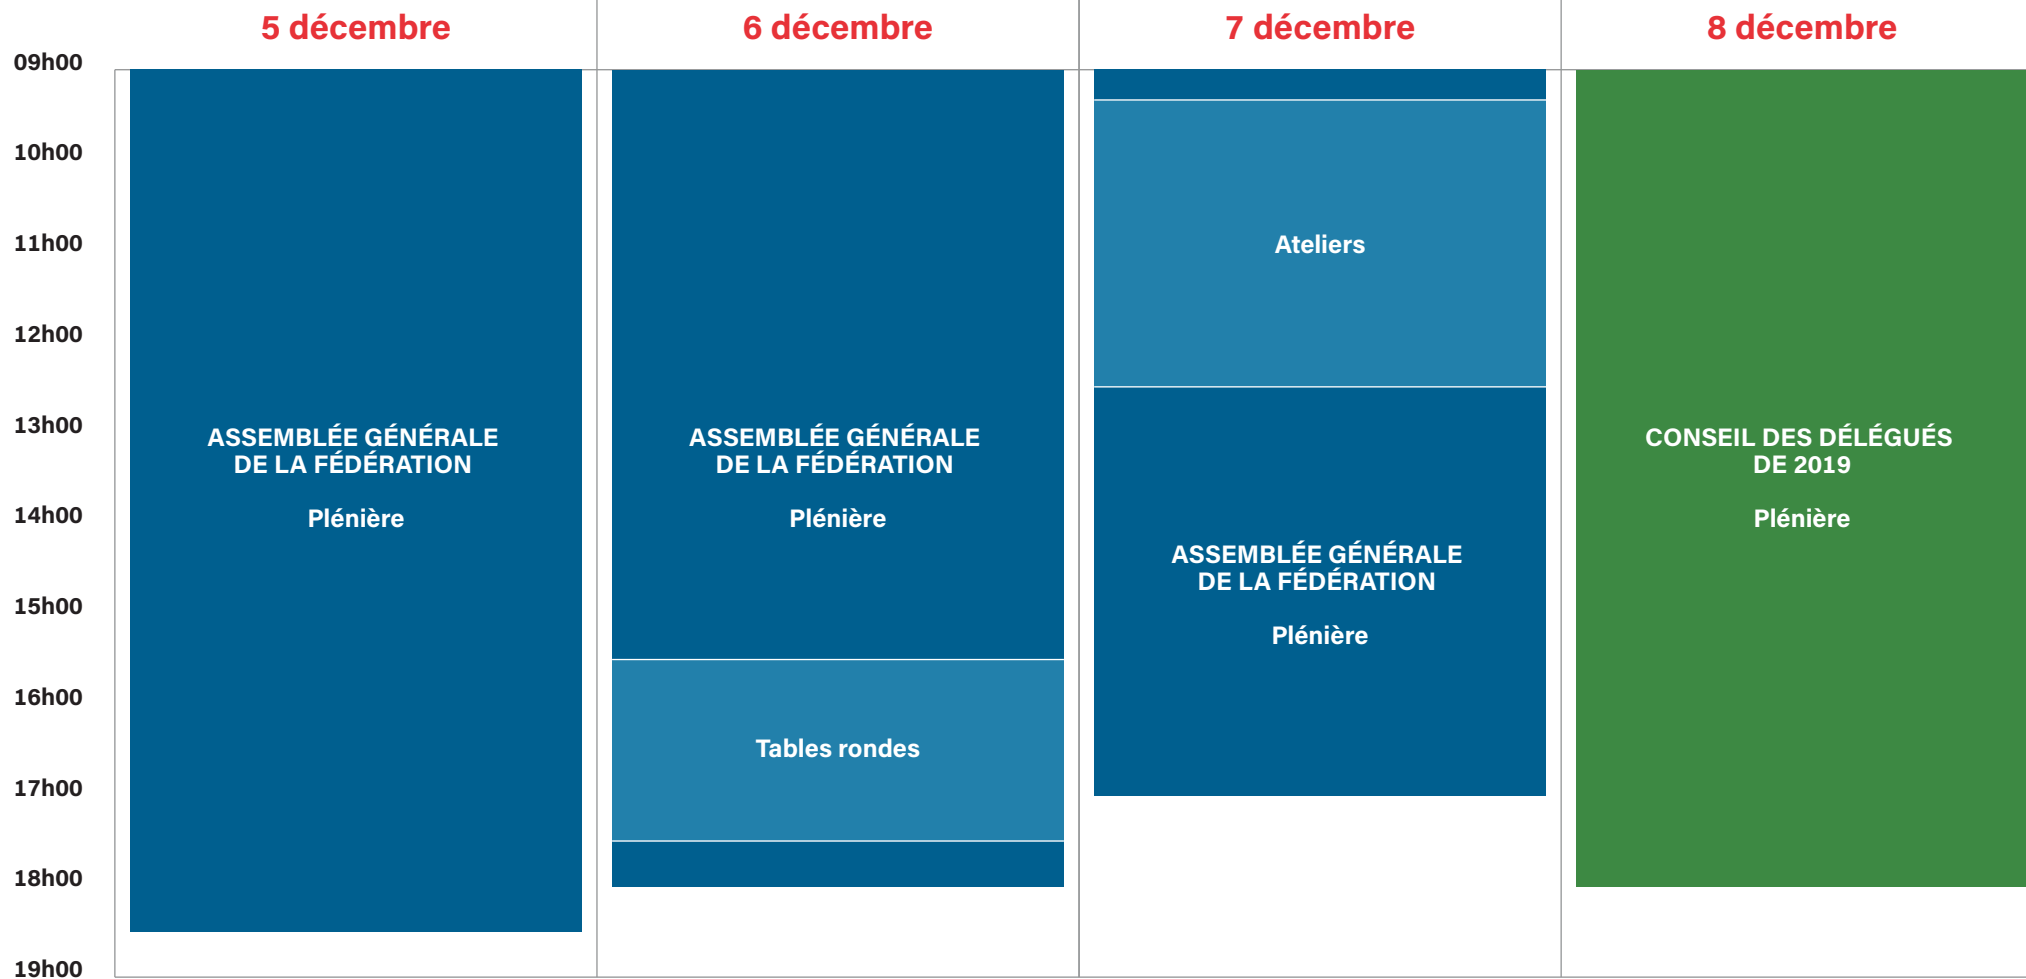 5 décembre
6 décembre
7 décembre
8 décembre
09h00
10h00
11h00
12h00
13h00
14h00
15h00
16h00
17h00
18h00
19h00
ASSEMBLÉE GÉNÉRALE
DE LA FÉDÉRATION
Plénière
ASSEMBLÉE GÉNÉRALE
DE LA FÉDÉRATION
Plénière
Tables rondes
Ateliers
ASSEMBLÉE GÉNÉRALE
DE LA FÉDÉRATION
Plénière
CONSEIL DES DÉLÉGUÉS
DE 2019
Plénière